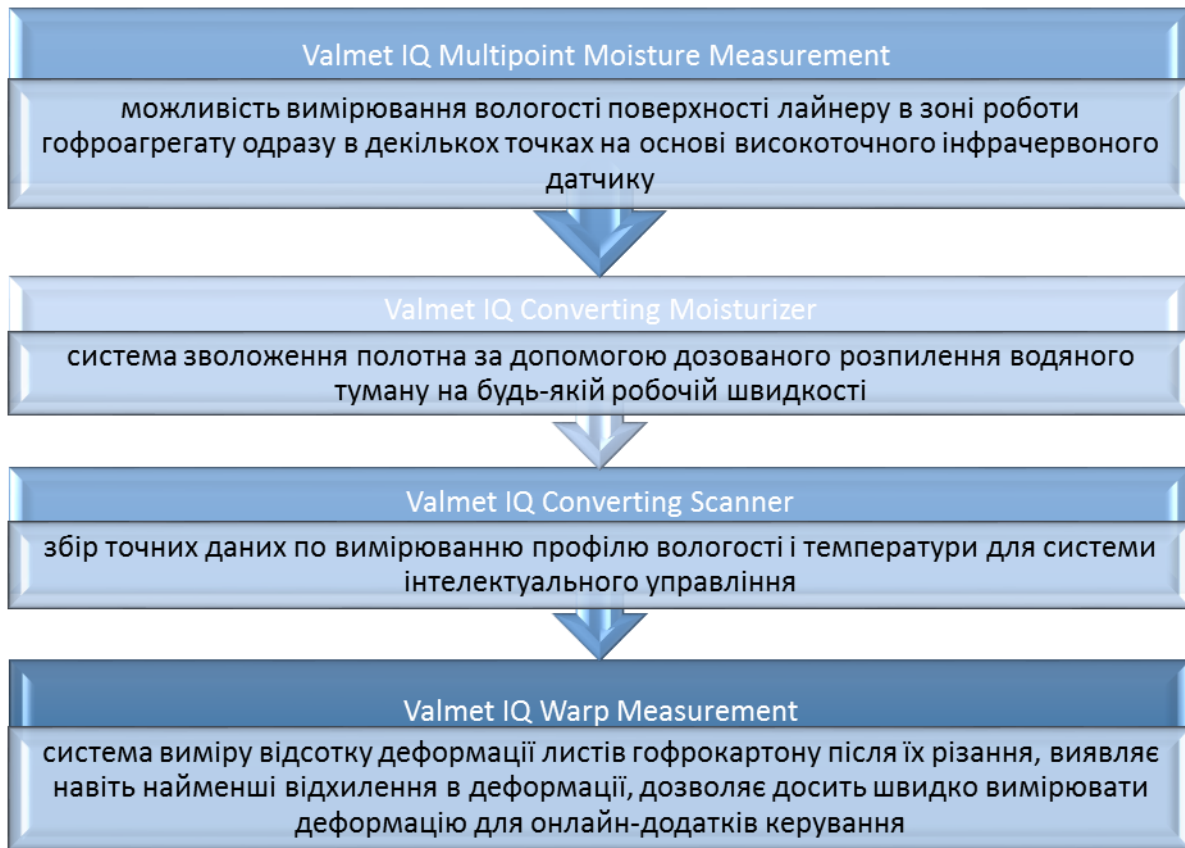 Valmet IQ Multipoint Moisture Measurement
можливість вимірювання вологості поверхності лайнеру в зоні роботи
гофроагрегату одразу в декількох точках на основі високоточного інфрачервоного
датчику
Valmet IQ Converting Moisturizer
система зволоження полотна за допомогою дозованого розпилення водяного
туману на будь-якій робочій швидкості
Valmet IQ Converting Scanner
збір точних даних по вимірюванню профілю вологості і температури для системи
інтелектуального управління
Valmet IQ Warp Measurement
система виміру відсотку деформації листів гофрокартону після їх різання, виявляє
навіть найменші відхилення в деформації, дозволяє досить швидко вимірювати
деформацію для онлайн-додатків керування